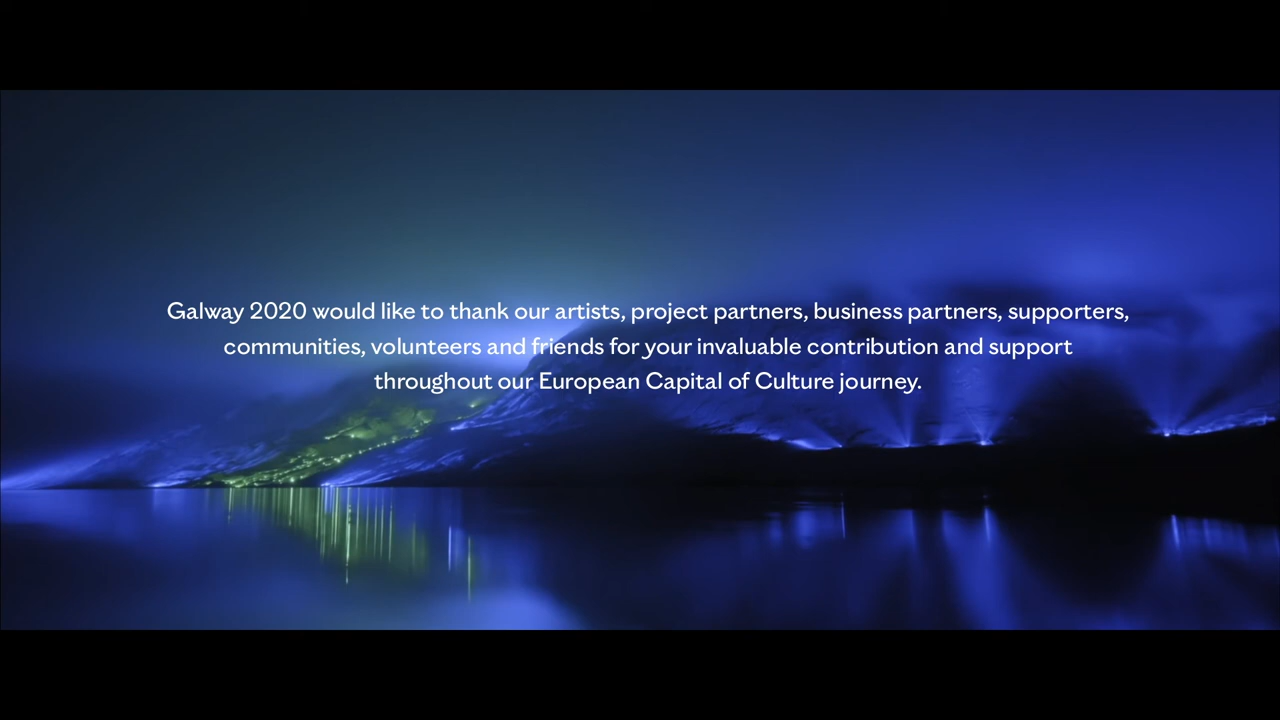 Galway 2020 would like to thank our artists, project partners, business partners, supporters,
communities, volunteers and friends for your invaluable contribution and support
throughout our European Capital of Culture journey.